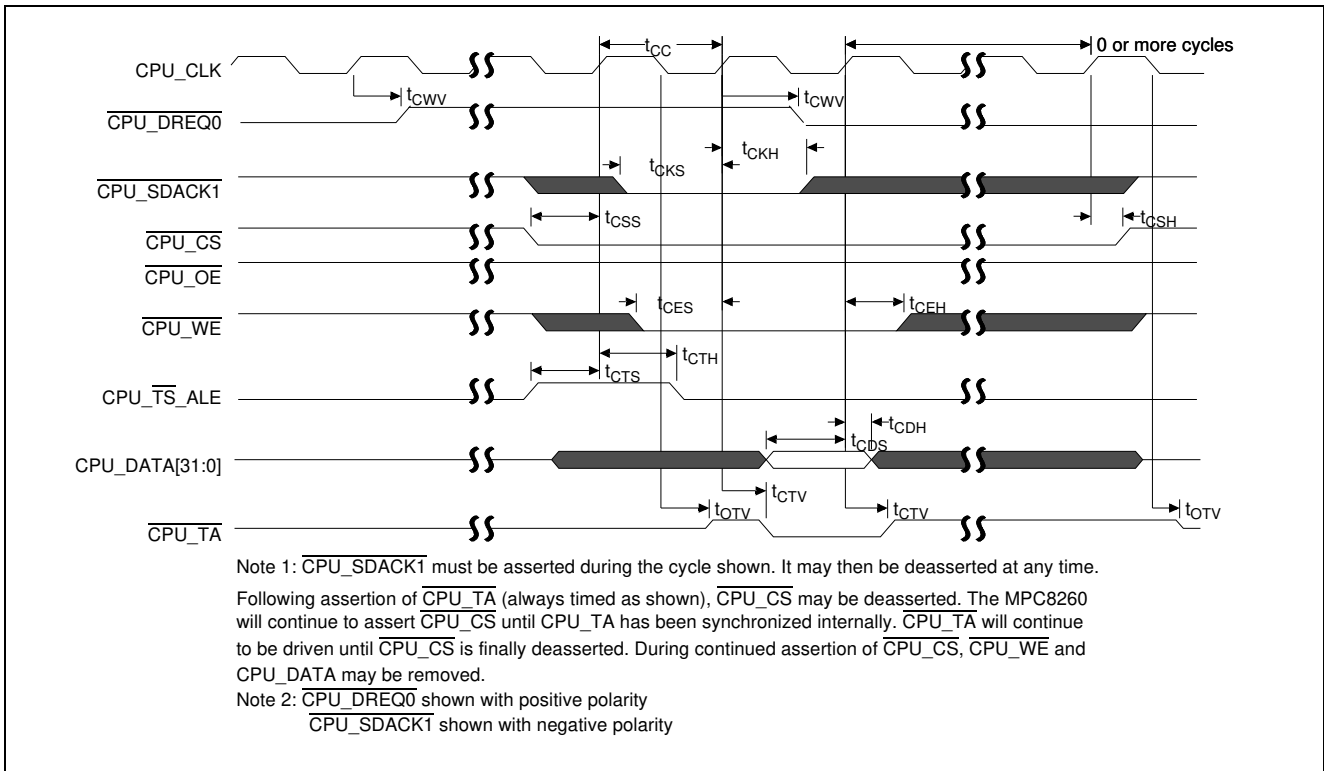 tCC
0 or more cycles
CPU_CLK
tCWV
tCWV
CPU_DREQ0
tCKH
tCKS
CPU_SDACK1
tCSS
tCSH
CPU_CS
CPU_OE
tCES
tCEH
CPU_WE
tCTH
tCTS
CPU_TS_ALE
tCDH
tCDS
CPU_DATA[31:0]
tCTV
tOTV
tCTV
tOTV
CPU_TA
Note 1: CPU_SDACK1 must be asserted during the cycle shown. It may then be deasserted at any time.
Following assertion of CPU_TA (always timed as shown), CPU_CS may be deasserted. The MPC8260
will continue to assert CPU_CS until CPU_TA has been synchronized internally. CPU_TA will continue
to be driven until CPU_CS is finally deasserted. During continued assertion of CPU_CS, CPU_WE and
CPU_DATA may be removed.
Note 2: CPU_DREQ0 shown with positive polarity
CPU_SDACK1 shown with negative polarity